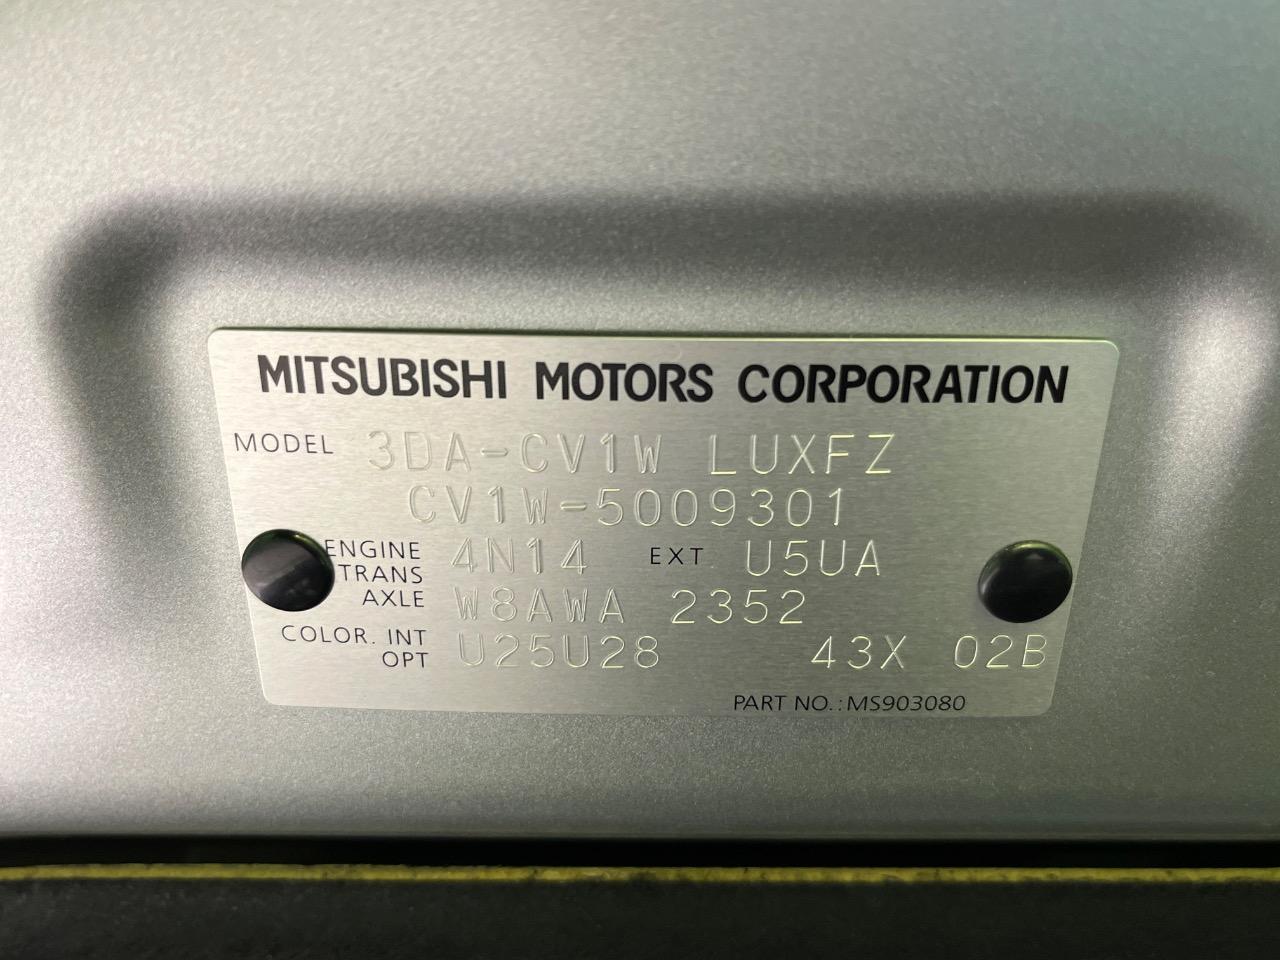 MITSUBISHI MOTORS CORPORATION
MODEL 3DA-CV1W LUXFZ
CV1W-5009301
ENGINE 4N14 EXT U5UA
TRANS
AXLE W8AWA 2352
COLOR. INT
OPT U25U28 43X 02B
PART NO.:MS903080